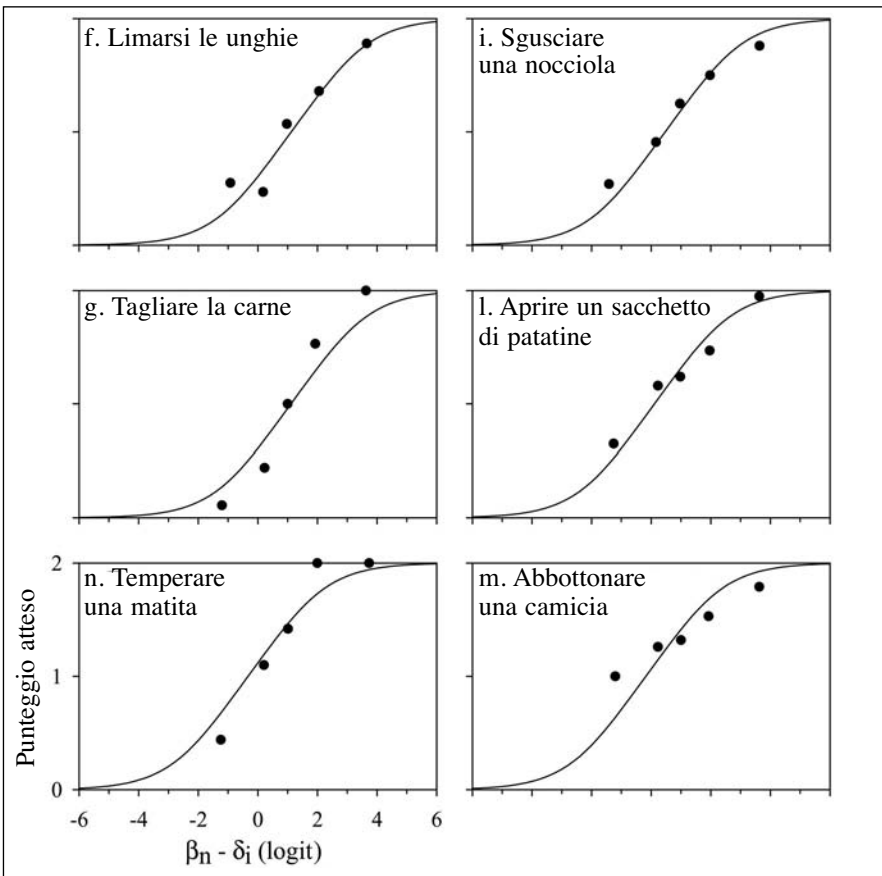 f. Limarsi le unghie
i. Sgusciare
una nocciola
g. Tagliare la carne
l. Aprire un sacchetto
di patatine
n. Temperare
una matita
m. Abbottonare
una camicia
Punteggio atteso
2
1
0
-6 -4 -2 0 2 4 6
βn - δi (logit)